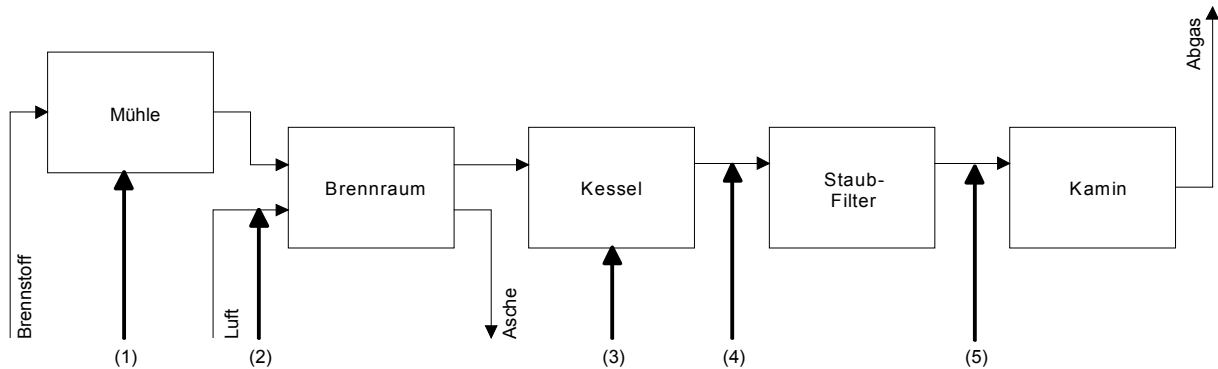 Abgas
Mühle
Brennraum
Kessel
Staub-
Filter
Kamin
Brennstoff
Luft
Asche
(1)
(2)
(3)
(4)
(5)